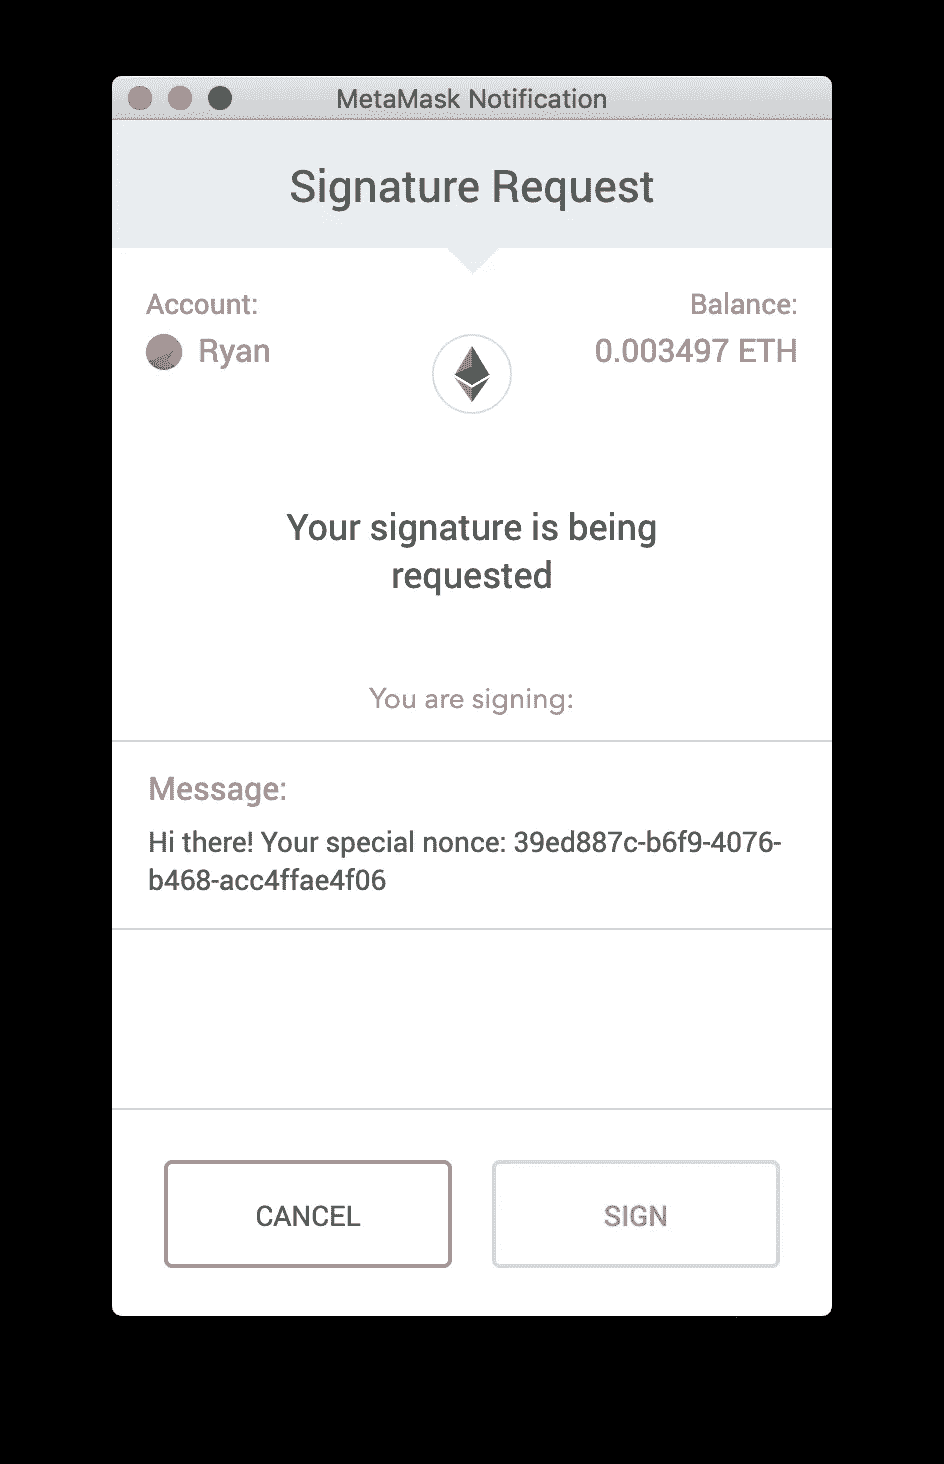 MetaMask Notification
Signature Request
Account:
Balance:
Ryan
0.003497 ETH
Your signature is being
requested
You are signing:
Message:
Hi there! Your special nonce: 39ed887c-b6f9-4076-
b468-acc4ffae4f06
CANCEL
SIGN